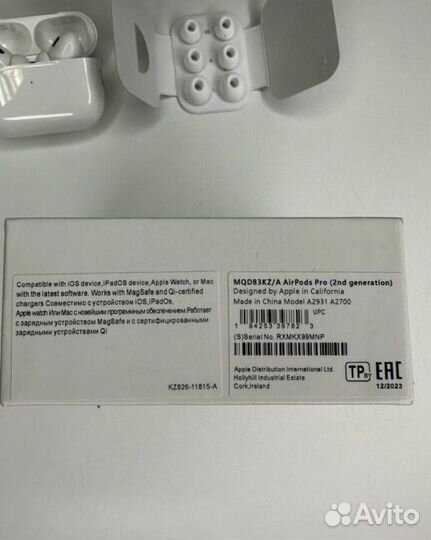 Compatible with iOS device,iPadOS device,Apple Watch, or Mac
with the latest software. Works with MagSafe and Qi-certified
chargers Совместимо с устройством iOS,iPadOs,
Apple watch Или Mac с новейшим программным обеспечением.Работает
с зарядным устройством MagSafe и с сертифицированными
зарядными устройствами QI
KZ826-11815-A
MQD83KZ/A AirPods Pro (2nd generation)
Designed by Apple in California
Made in China Model A2931 A2700
UPC
1 94253 39782 3
(S)Serial No. RXMKX99MNP
Apple Distribution International Ltd.
Hollyhill Industrial Estate
Cork,Ireland
TP BY EAC
12/2023
Avito